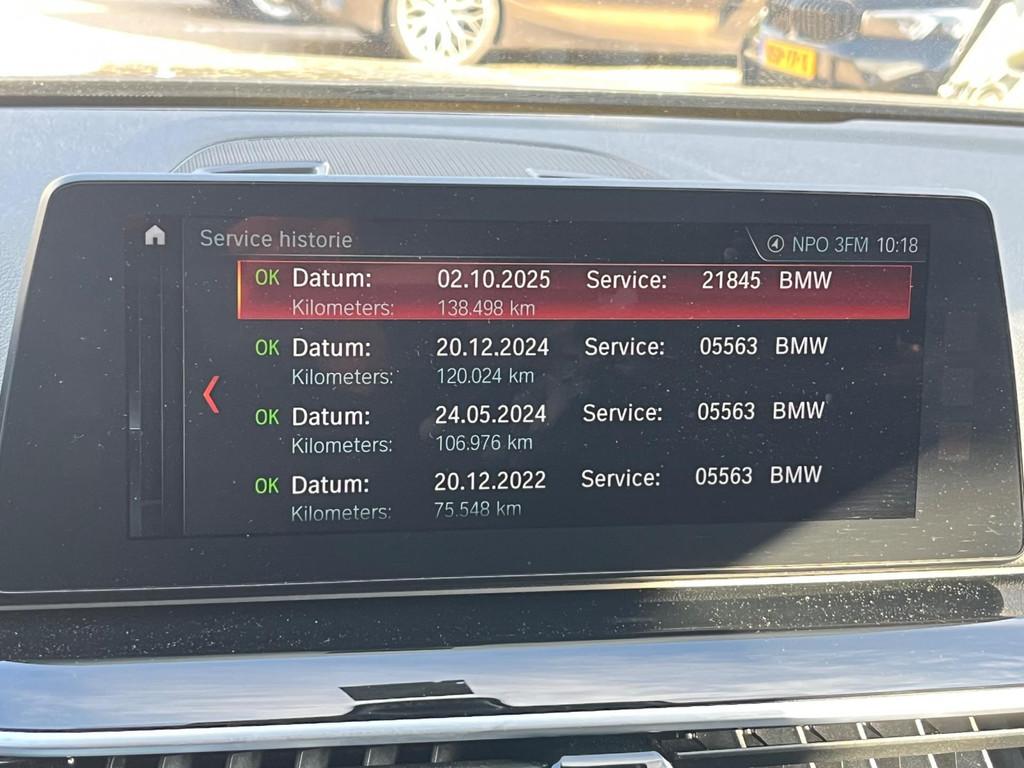 Service historie
NPO 3FM 10:18
OK Datum: 02.10.2025 Service: 21845 BMW
Kilometers: 138.498 km
OK Datum: 20.12.2024 Service: 05563 BMW
Kilometers: 120.024 km
OK Datum: 24.05.2024 Service: 05563 BMW
Kilometers: 106.976 km
OK Datum: 20.12.2022 Service: 05563 BMW
Kilometers: 75.548 km